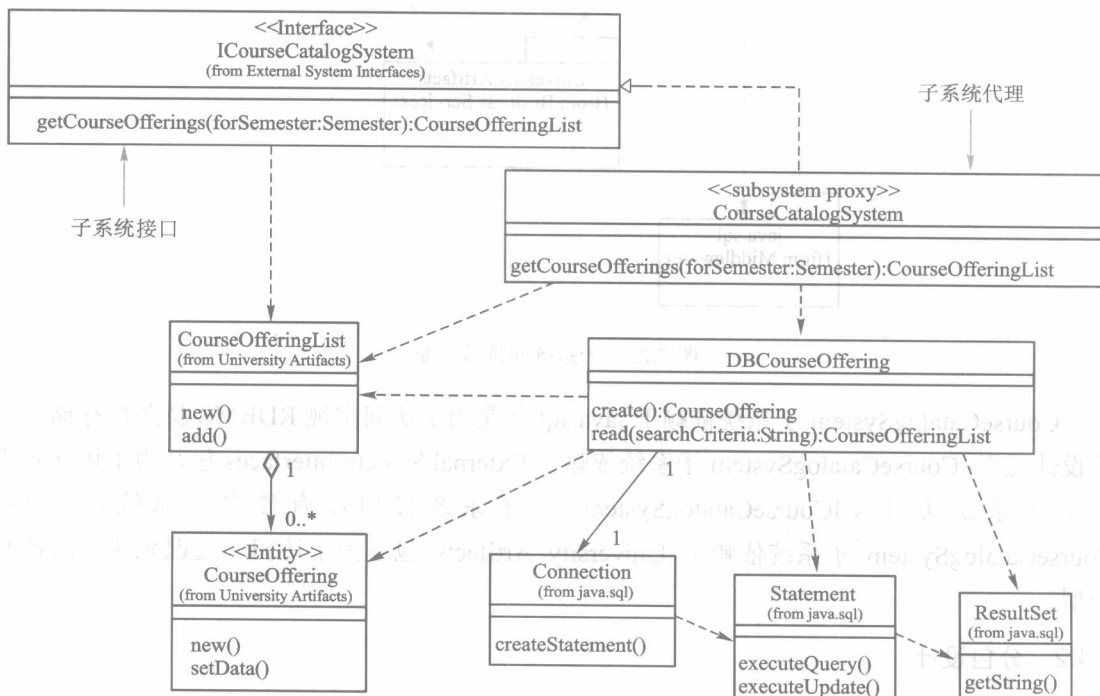 <<Interface>>
ICourseCatalogSystem
(from External System Interfaces)
getCourseOfferings(forSemester:Semester):CourseOfferingList
子系统代理
子系统接口
<<subsystem proxy>>
CourseCatalogSystem
getCourseOfferings(forSemester:Semester):CourseOfferingList
CourseOfferingList
(from University Artifacts)
new()
add()
DBCourseOffering
create():CourseOffering
read(searchCriteria:String):CourseOfferingList
1
0..*
1
1
<<Entity>>
CourseOffering
(from University Artifacts)
new()
setData()
Connection
(from java.sql)
createStatement()
Statement
(from java.sql)
executeQuery()
executeUpdate()
ResultSet
(from java.sql)
getString()